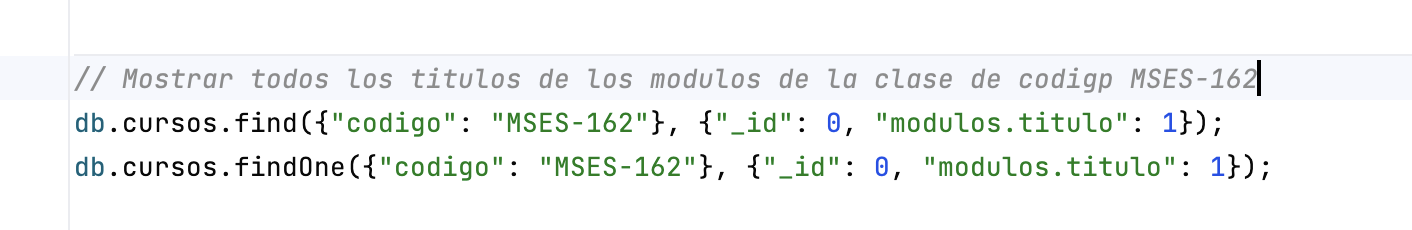 // Mostrar todos los titulos de los modulos de la clase de codigp MSES-162
db.cursos.find({"codigo": "MSES-162"}, {"_id": 0, "modulos.titulo": 1});
db.cursos.findOne({"codigo": "MSES-162"}, {"_id": 0, "modulos.titulo": 1});